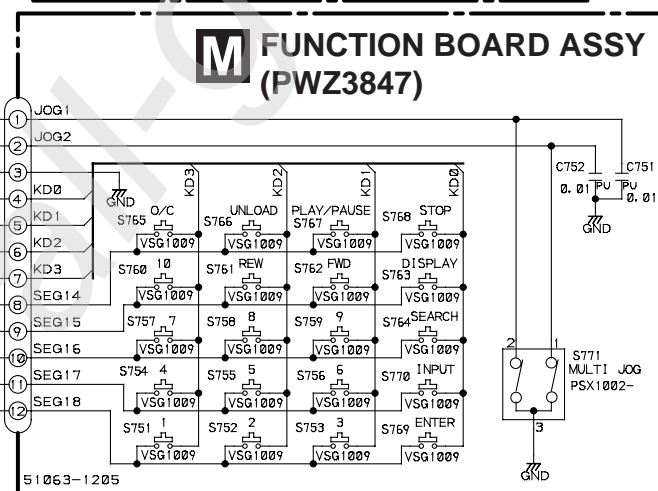 M FUNCTION BOARD ASSY
(PWZ3847)
1 JOG1
2 JOG2
3
4 KD0
5 KD1
6 KD2
7 KD3
8 SEG14
9 SEG15
10 SEG16
11 SEG17
12 SEG18
51063-1205
GND
KD3 KD2 KD1 KD0
S765 O/C S766 UNLOAD S767 PLAY/PAUSE S768 STOP
VSG1009 VSG1009 VSG1009 VSG1009
S760 10 S761 REW S762 FWD S763 DISPLAY
VSG1009 VSG1009 VSG1009 VSG1009
S757 7 S758 8 S759 9 S764 SEARCH
VSG1009 VSG1009 VSG1009 VSG1009
S754 4 S755 5 S756 6 S770 INPUT
VSG1009 VSG1009 VSG1009 VSG1009
S751 1 S752 2 S753 3 S769 ENTER
VSG1009 VSG1009 VSG1009 VSG1009
C752 C751
0.01 PU PU 0.01
GND
2 1
S771
MULTI JOG
PSX1002-
3
GND